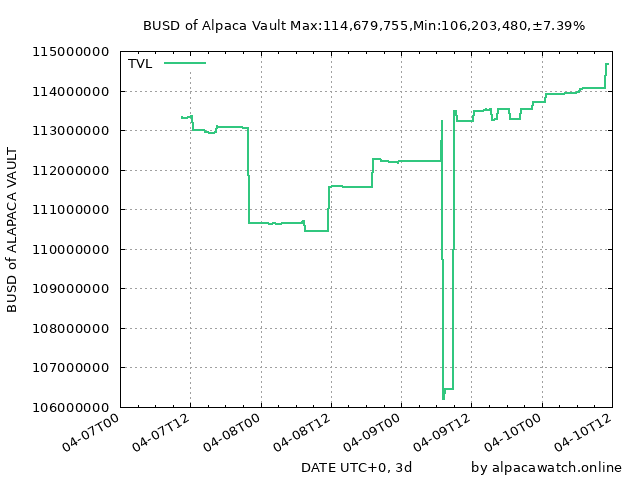 BUSD of Alpaca Vault Max:114,679,755,Min:106,203,480,±7.39%
TVL
115000000
114000000
113000000
112000000
111000000
110000000
109000000
108000000
107000000
106000000
BUSD of ALAPACA VAULT
04-07T00
04-07T12
04-08T00
04-08T12
04-09T00
04-09T12
04-10T00
04-10T12
DATE UTC+0, 3d
by alpacawatch.online